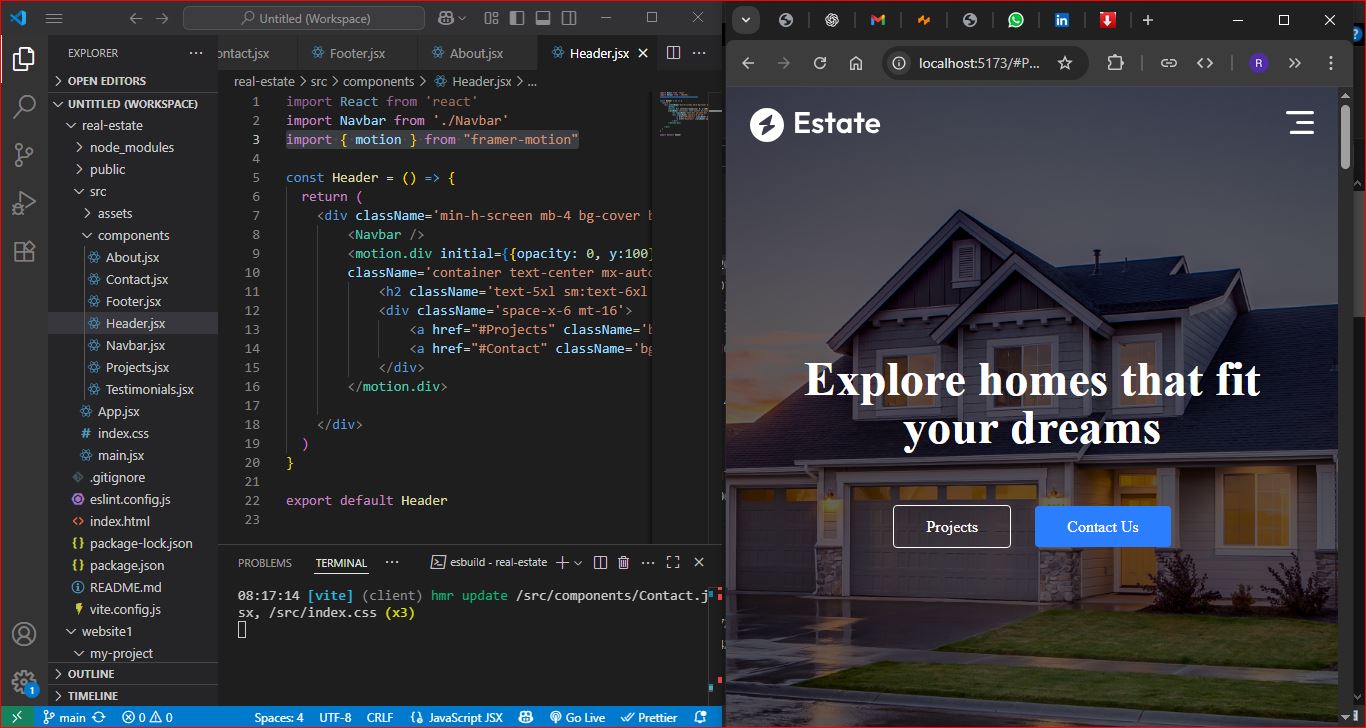 Untitled (Workspace)
EXPLORER
OPEN EDITORS
UNTITLED (WORKSPACE)
real-estate
node_modules
public
src
assets
components
About.jsx
Contact.jsx
Footer.jsx
Header.jsx
Navbar.jsx
Projects.jsx
Testimonials.jsx
App.jsx
index.css
main.jsx
.gitignore
eslint.config.js
index.html
package-lock.json
package.json
README.md
vite.config.js
website1
my-project
OUTLINE
TIMELINE
ontact.jsx Footer.jsx About.jsx Header.jsx
real-estate > src > components > Header.jsx > ...
1 import React from 'react'
2 import Navbar from './Navbar'
3 import { motion } from "framer-motion"
4
5 const Header = () => {
6 return (
7 <div className='min-h-screen mb-4 bg-cover b
8 <Navbar />
9 <motion.div initial={{opacity: 0, y:100}
10 className='container text-center mx-auto
11 <h2 className='text-5xl sm:text-6xl
12 <div className='space-x-6 mt-16'>
13 <a href="#Projects" className='b
14 <a href="#Contact" className='bg
15 </div>
16 </motion.div>
17
18 </div>
19 )
20 }
21
22 export default Header
23
PROBLEMS TERMINAL ... esbuild - real-estate
08:17:14 [vite] (client) hmr update /src/components/Contact.j
sx, /src/index.css (x3)
1
main 0 0 Spaces: 4 UTF-8 CRLF {} JavaScript JSX Go Live Prettier
localhost:5173/#P...
R
Estate
Explore homes that fit
your dreams
Projects Contact Us